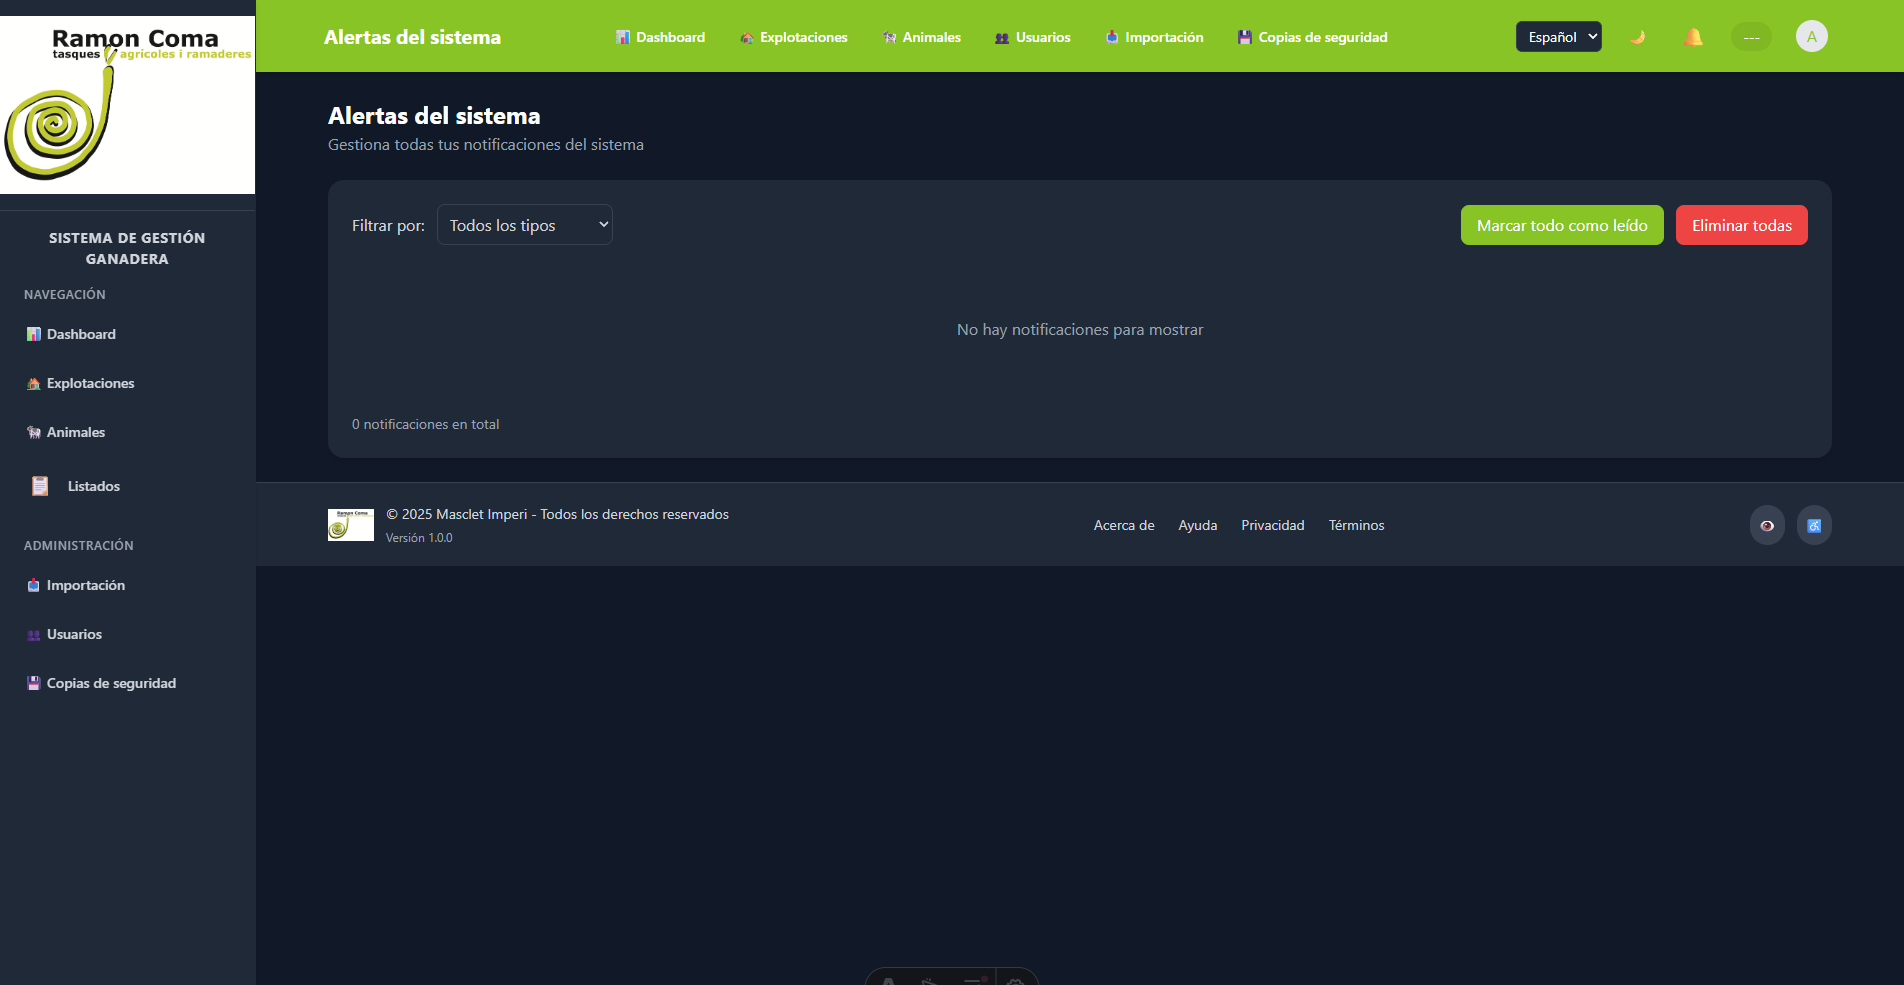 Ramon Coma
tasques agrícoles i ramaderes
SISTEMA DE GESTIÓN
GANADERA
NAVEGACIÓN
Dashboard
Explotaciones
Animales
Listados
ADMINISTRACIÓN
Importación
Usuarios
Copias de seguridad
Alertas del sistema
Dashboard
Explotaciones
Animales
Usuarios
Importación
Copias de seguridad
Español
---
A
Alertas del sistema
Gestiona todas tus notificaciones del sistema
Filtrar por:
Todos los tipos
Marcar todo como leído
Eliminar todas
No hay notificaciones para mostrar
0 notificaciones en total
Ramon Coma
© 2025 Masclet Imperi - Todos los derechos reservados
Versión 1.0.0
Acerca de
Ayuda
Privacidad
Términos